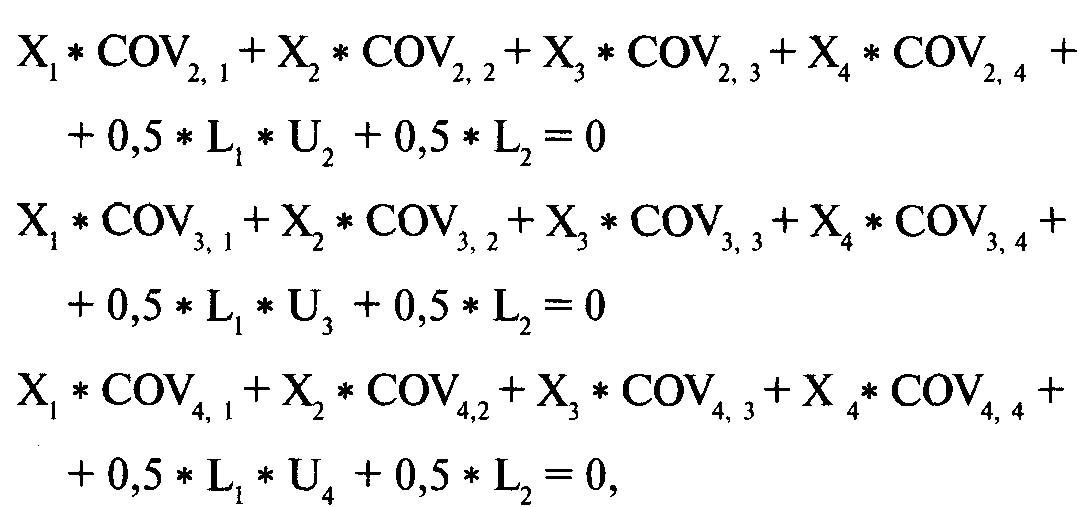 X₁ * COV₂, ₁ + X₂ * COV₂, ₂ + X₃ * COV₂, ₃ + X₄ * COV₂, ₄ +
+ 0,5 * L₁ * U₂ + 0,5 * L₂ = 0
X₁ * COV₃, ₁ + X₂ * COV₃, ₂ + X₃ * COV₃, ₃ + X₄ * COV₃, ₄ +
+ 0,5 * L₁ * U₃ + 0,5 * L₂ = 0
X₁ * COV₄, ₁ + X₂ * COV₄,₂ + X₃ * COV₄, ₃ + X ₄* COV₄, ₄ +
+ 0,5 * L₁ * U₄ + 0,5 * L₂ = 0,